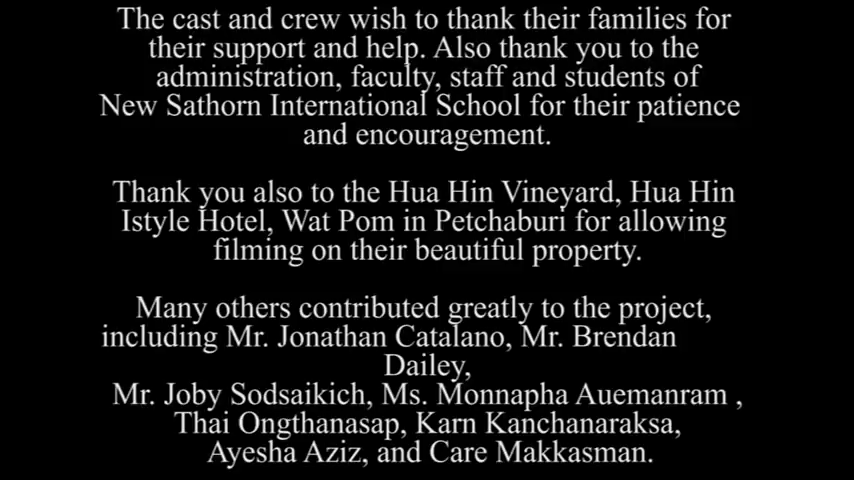 The cast and crew wish to thank their families for
their support and help. Also thank you to the
administration, faculty, staff and students of
New Sathorn International School for their patience
and encouragement.
Thank you also to the Hua Hin Vineyard, Hua Hin
Istyle Hotel, Wat Pom in Petchaburi for allowing
filming on their beautiful property.
Many others contributed greatly to the project,
including Mr. Jonathan Catalano, Mr. Brendan
Dailey,
Mr. Joby Sodsaikich, Ms. Monnapha Auemanram ,
Thai Ongthanasap, Karn Kanchanaraksa,
Ayesha Aziz, and Care Makkasman.